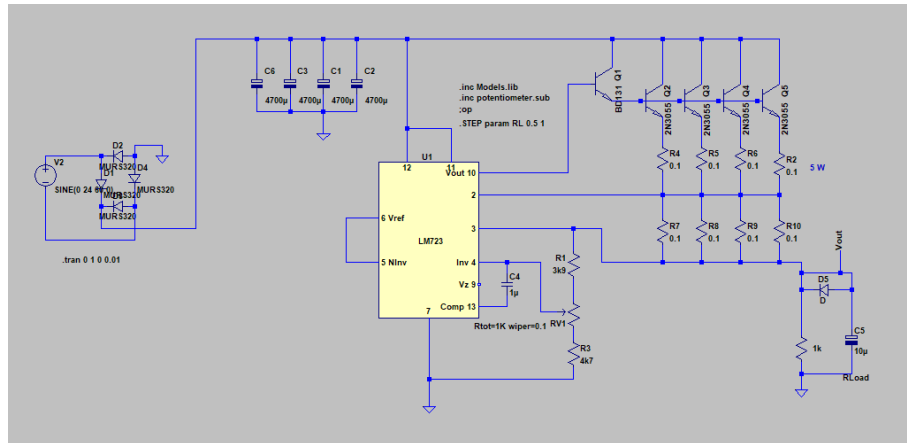 C6
C3
C1
C2
4700µ
4700µ
4700µ
4700µ
.inc Models.lib
.inc potentiometer.sub
;op
.STEP param RL 0.5 1
Q1
BD131
Q2
2N3055
Q3
2N3055
Q4
2N3055
Q5
2N3055
V2
SINE(0 24 60 0)
D2
MURS320
D1
MURS320
D4
MURS320
MURS320
.tran 0 1 0 0.01
U1
12
11
Vout 10
2
3
6 Vref
LM723
5 NInv
Inv 4
Vz 9
Comp 13
7
R4
0.1
R5
0.1
R6
0.1
R2
0.1
5 W
R7
0.1
R8
0.1
R9
0.1
R10
0.1
R1
3k9
C4
1µ
Rtot=1K wiper=0.1
RV1
R3
4k7
Vout
D5
D
1k
C5
10µ
RLoad